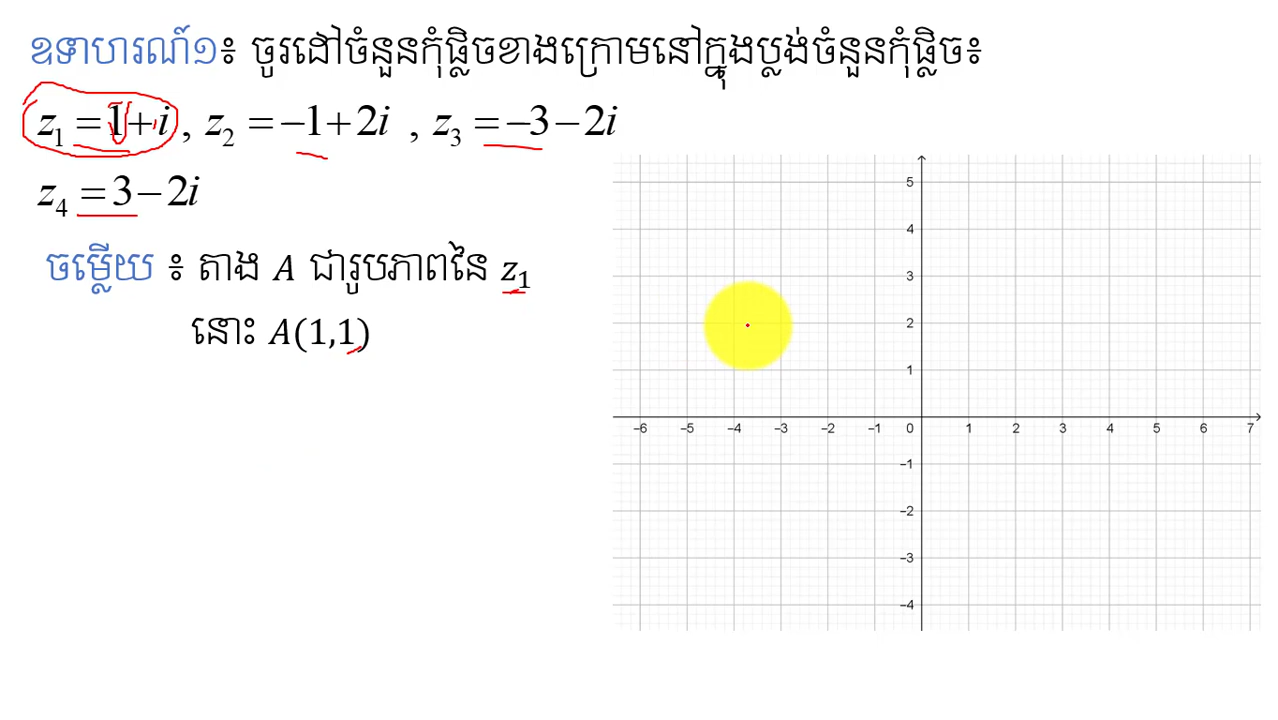 ឧទាហរណ៍១៖ ចូរដៅចំនួនកុំផ្លិចខាងក្រោមនៅក្នុងប្លង់ចំនួនកុំផ្លិច៖
z₁ = 1 + i , z₂ = −1 + 2i , z₃ = −3 − 2i
z₄ = 3 − 2i
ចម្លើយ ៖ តាង A ជារូបភាពនៃ z₁
នោះ A(1,1)
5
4
3
2
1
−6 −5 −4 −3 −2 −1 0 1 2 3 4 5 6 7
−1
−2
−3
−4